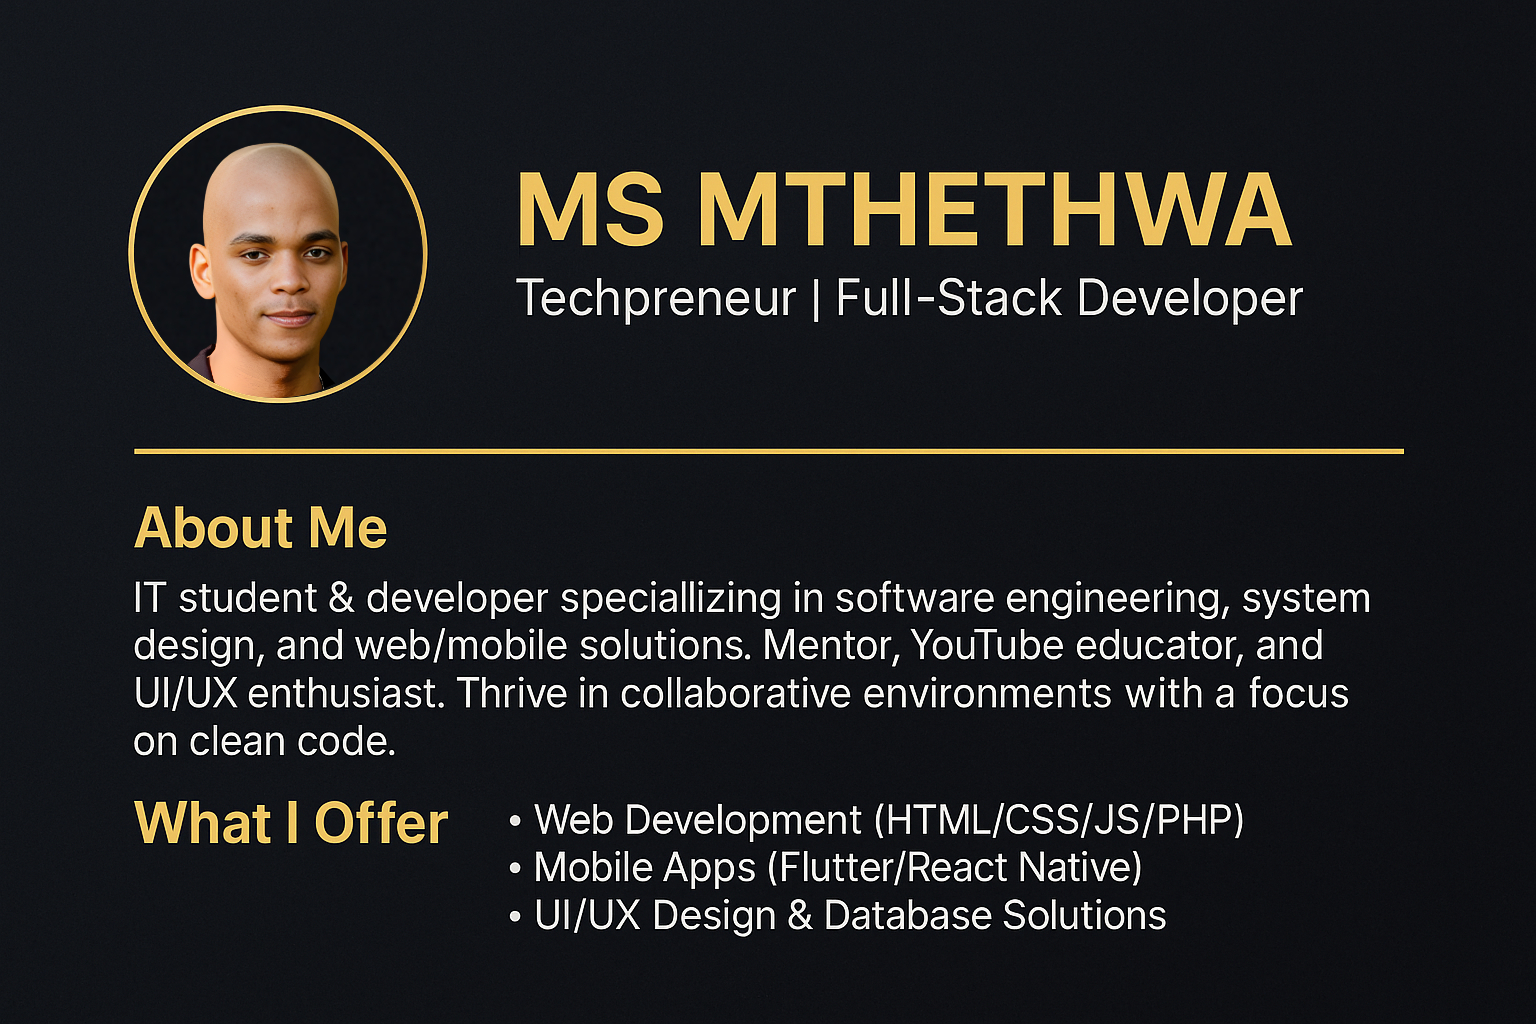 MS MTHETHWA
Techpreneur | Full-Stack Developer
About Me
IT student & developer speciallizing in software engineering, system
design, and web/mobile solutions. Mentor, YouTube educator, and
UI/UX enthusiast. Thrive in collaborative environments with a focus
on clean code.
What I Offer
• Web Development (HTML/CSS/JS/PHP)
• Mobile Apps (Flutter/React Native)
• UI/UX Design & Database Solutions